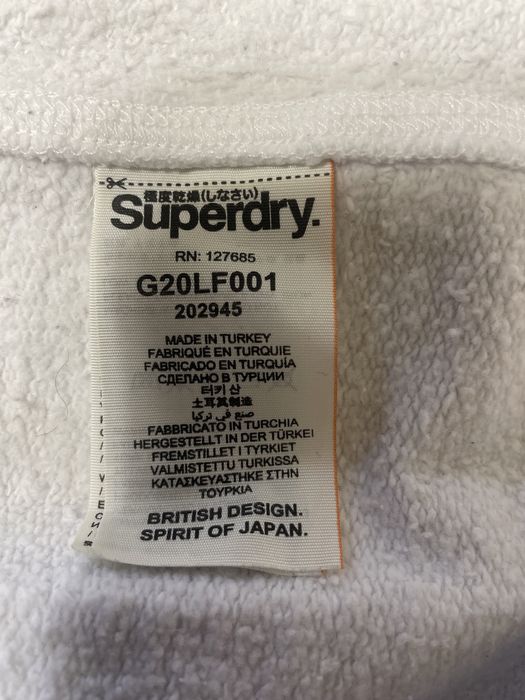 極度乾燥(しなさい)
Superdry.
RN: 127685
G20LF001
202945
MADE IN TURKEY
FABRIQUÉ EN TURQUIE
FABRICADO EN TURQUÍA
СДЕЛАНО В ТУРЦИИ
터키 산
土耳其制造
صنع في تركيا
FABBRICATO IN TURCHIA
HERGESTELLT IN DER TÜRKEI
FREMSTILLET I TYRKIET
VALMISTETTU TURKISSA
ΚΑΤΑΣΚΕΥΑΣΤΗΚΕ ΣΤΗΝ
ΤΟΥΡΚΙΑ
BRITISH DESIGN.
SPIRIT OF JAPAN.